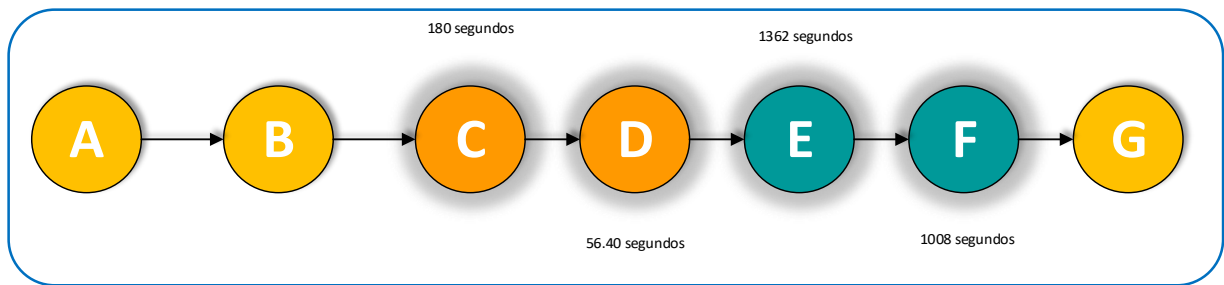 180 segundos
1362 segundos
A B C D E F G
56.40 segundos
1008 segundos